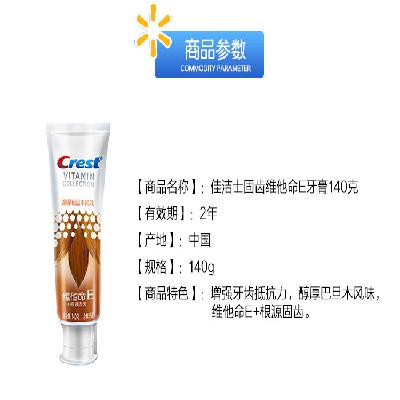 商品参数
COMMODITY PARAMETER
Crest
VITAMIN
COLLECTION
维他命E
【商品名称】：佳洁士固齿维他命E牙膏140克
【有效期】：2年
【产地】：中国
【规格】：140g
【商品特色】：增强牙齿抵抗力，醇厚巴旦木风味，
维他命E+根源固齿。